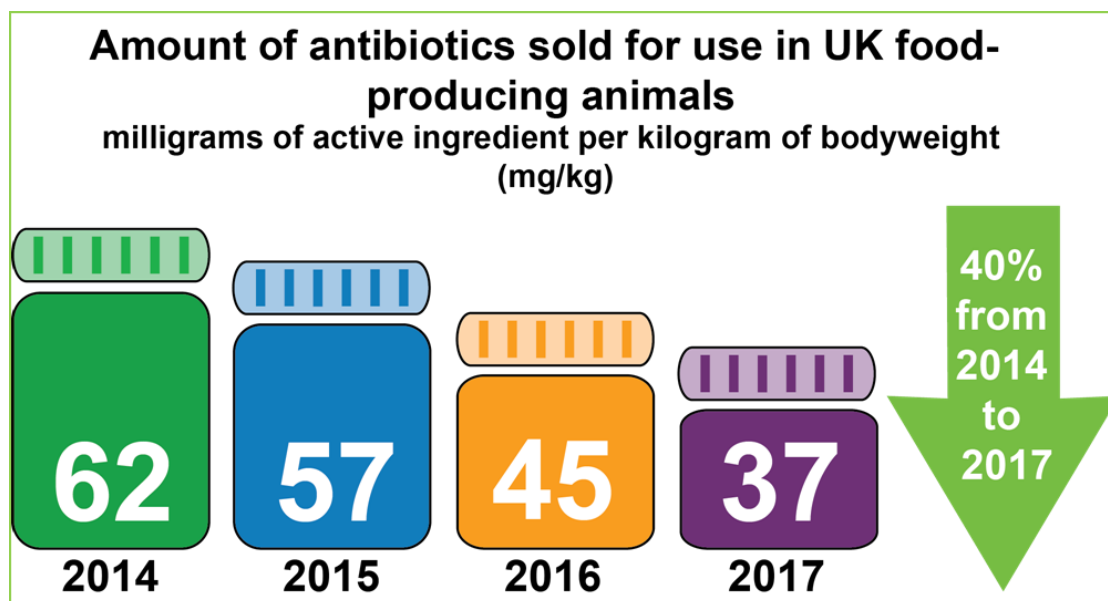 Amount of antibiotics sold for use in UK food-
producing animals
milligrams of active ingredient per kilogram of bodyweight
(mg/kg)
62
57
45
37
2014
2015
2016
2017
40%
from
2014
to
2017